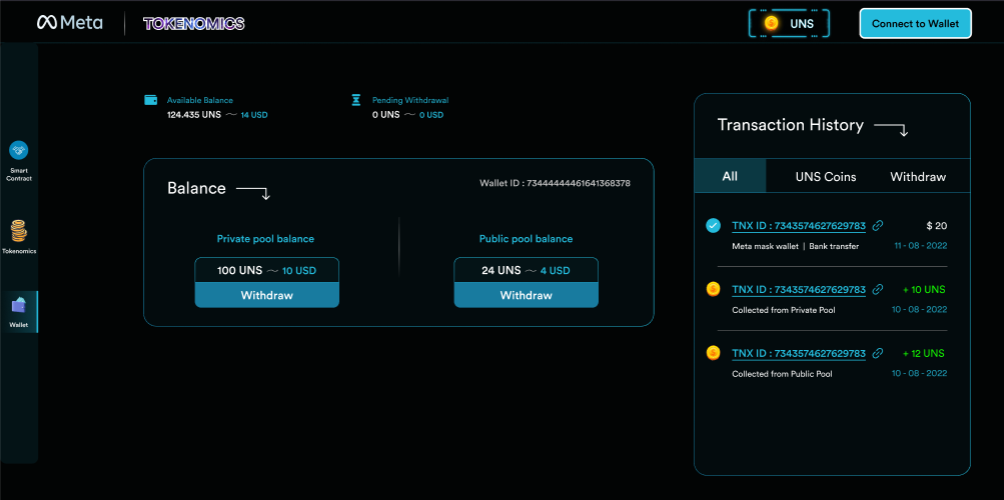 Meta
TOKENOMICS
UNS
Connect to Wallet
Smart
Contract
Tokenomics
Wallet
Available Balance
124.435 UNS ~ 14 USD
Pending Withdrawal
0 UNS ~ 0 USD
Balance
Wallet ID : 73444444461641368378
Private pool balance
100 UNS ~ 10 USD
Withdraw
Public pool balance
24 UNS ~ 4 USD
Withdraw
Transaction History
All
UNS Coins
Withdraw
TNX ID : 7343574627629783
$ 20
Meta mask wallet | Bank transfer
11 - 08 - 2022
TNX ID : 7343574627629783
+ 10 UNS
Collected from Private Pool
10 - 08 - 2022
TNX ID : 7343574627629783
+ 12 UNS
Collected from Public Pool
10 - 08 - 2022